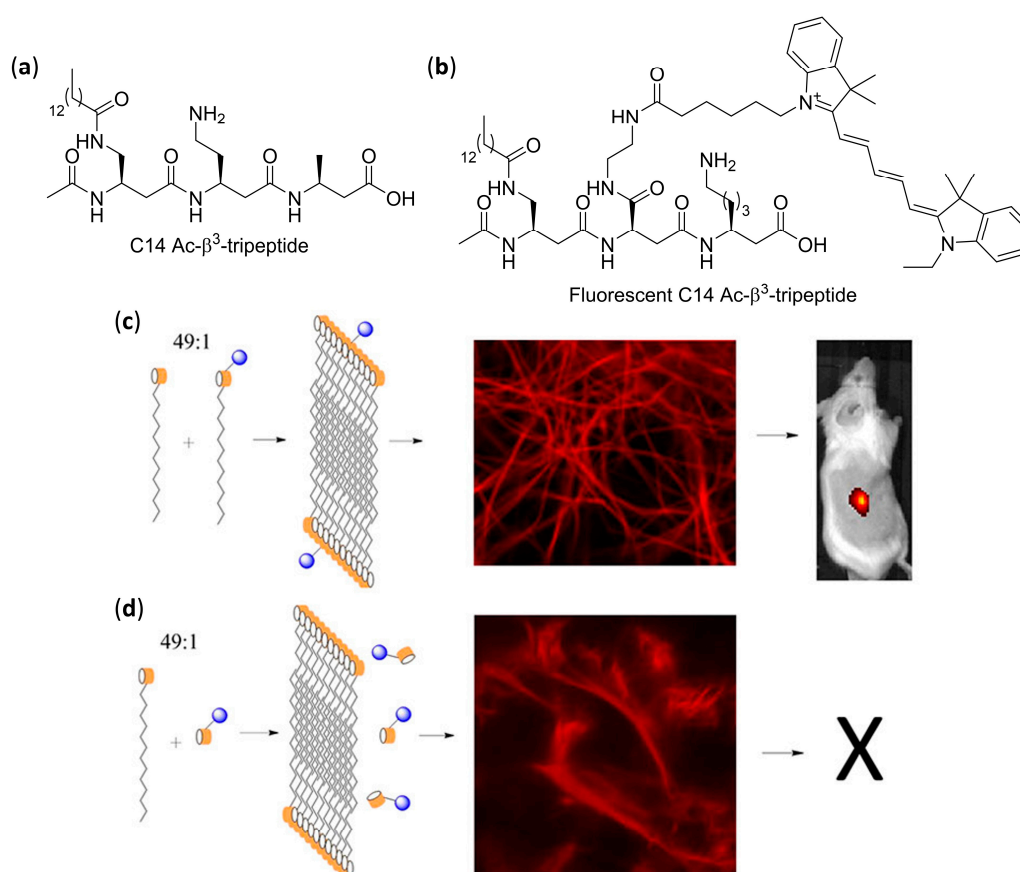 (a)
12
O
HN
NH2
O
N
H
O
N
H
O
N
H
O
OH
C14 Ac-β³-tripeptide
(b)
O
HN
N+
12
O
HN
HN
O
NH2
3
O
N
H
O
N
H
O
N
H
O
OH
N
Fluorescent C14 Ac-β³-tripeptide
(c)
49:1
+
(d)
49:1
+
X